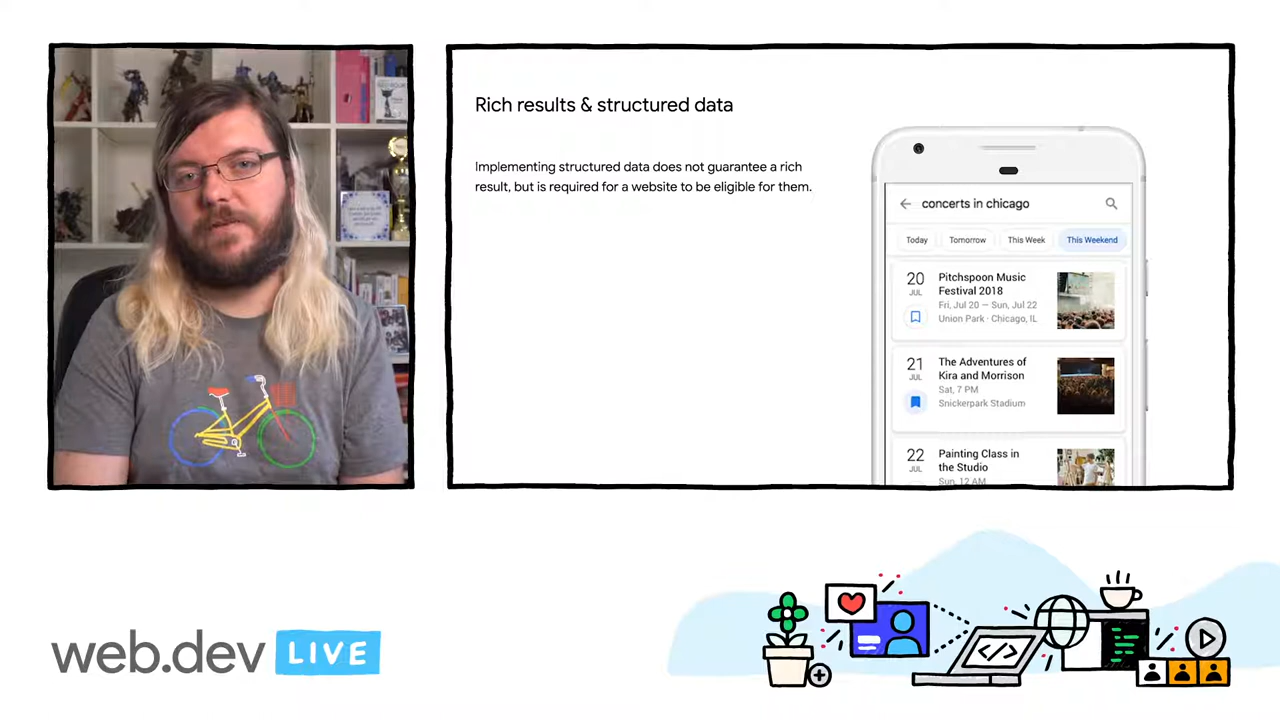 Rich results & structured data
Implementing structured data does not guarantee a rich
result, but is required for a website to be eligible for them.
concerts in chicago
Today Tomorrow This Week This Weekend
20
JUL
Pitchspoon Music
Festival 2018
Fri, Jul 20 — Sun, Jul 22
Union Park · Chicago, IL
21
JUL
The Adventures of
Kira and Morrison
Sat, 7 PM
Snickerpark Stadium
22
JUL
Painting Class in
the Studio
Sun, 12 AM
</>
web.dev LIVE